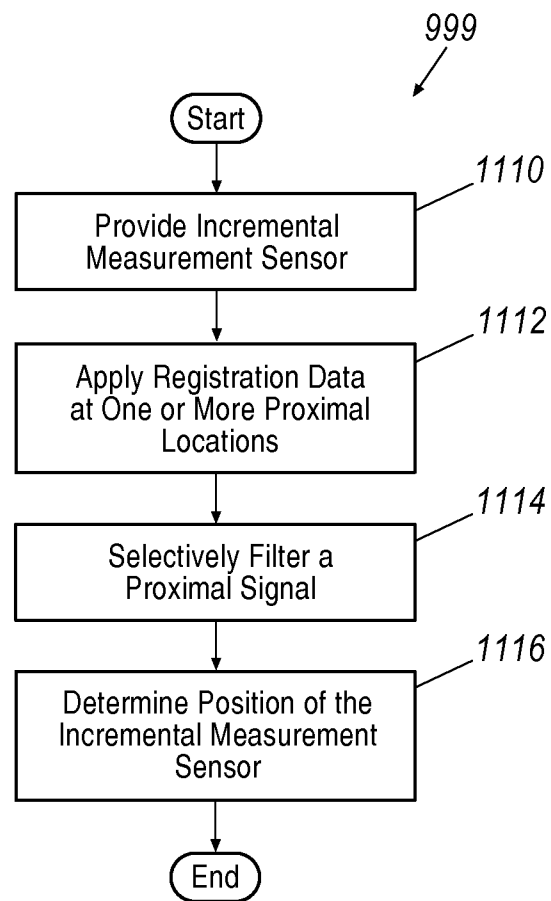 999
Start
1110
Provide Incremental
Measurement Sensor
1112
Apply Registration Data
at One or More Proximal
Locations
1114
Selectively Filter a
Proximal Signal
1116
Determine Position of the
Incremental Measurement
Sensor
End